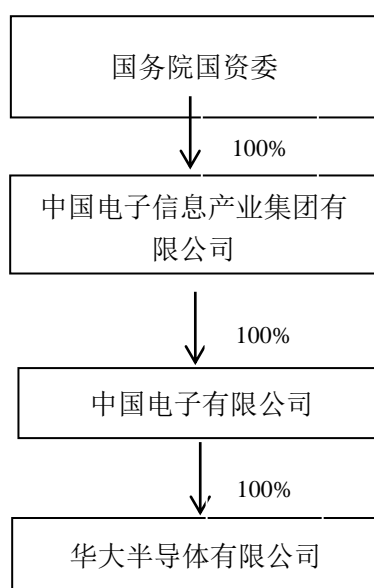 国务院国资委
100%
中国电子信息产业集团有
限公司
100%
中国电子有限公司
100%
华大半导体有限公司